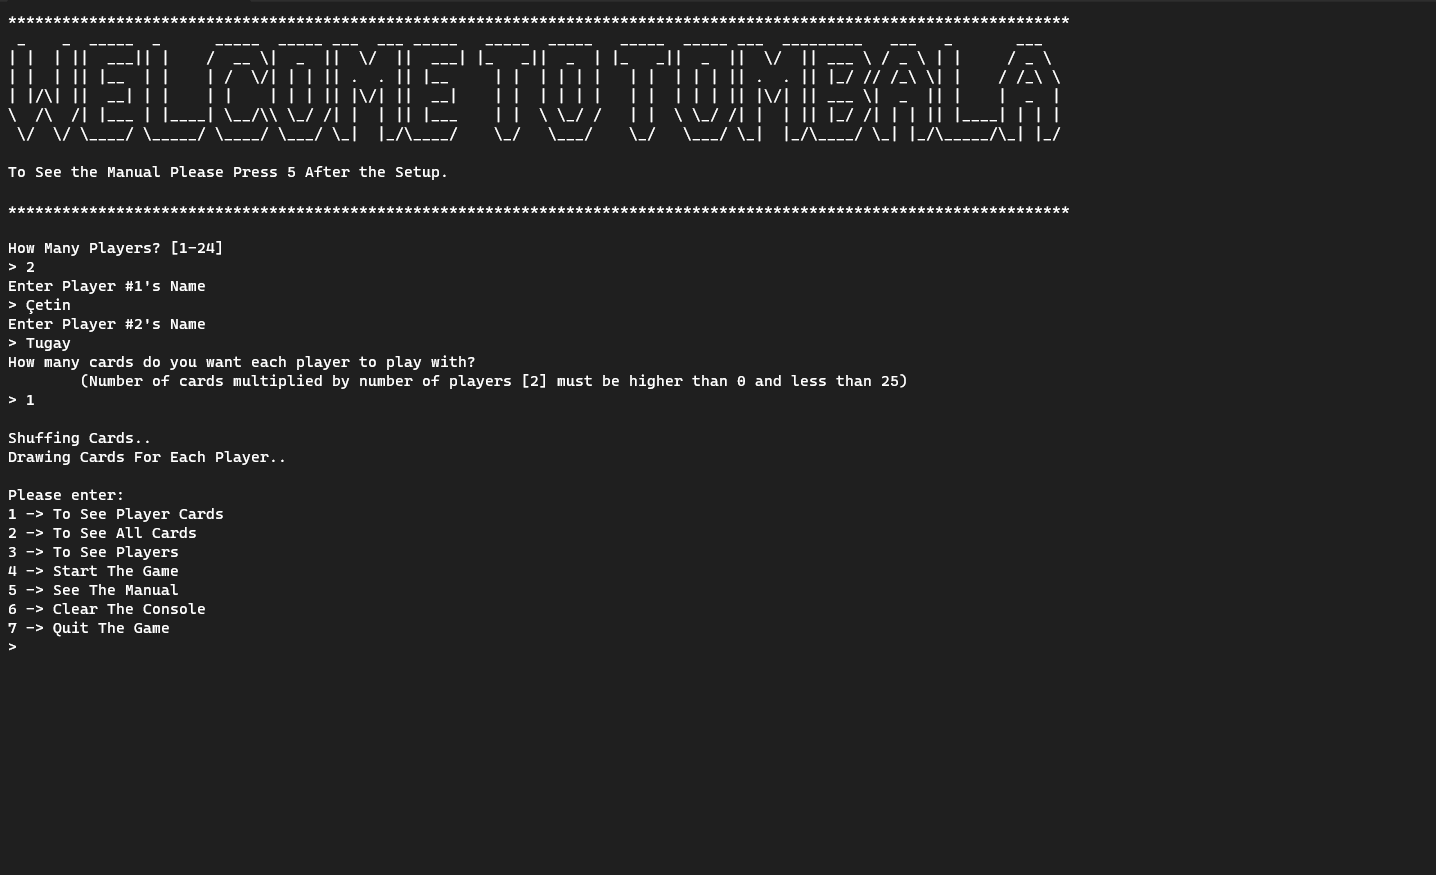 ***********************************************************************************************************************
WELCOME TO TOMBALA
To See the Manual Please Press 5 After the Setup.
***********************************************************************************************************************
How Many Players? [1-24]
> 2
Enter Player #1's Name
> Çetin
Enter Player #2's Name
> Tugay
How many cards do you want each player to play with?
(Number of cards multiplied by number of players [2] must be higher than 0 and less than 25)
> 1
Shuffing Cards..
Drawing Cards For Each Player..
Please enter:
1 -> To See Player Cards
2 -> To See All Cards
3 -> To See Players
4 -> Start The Game
5 -> See The Manual
6 -> Clear The Console
7 -> Quit The Game
>